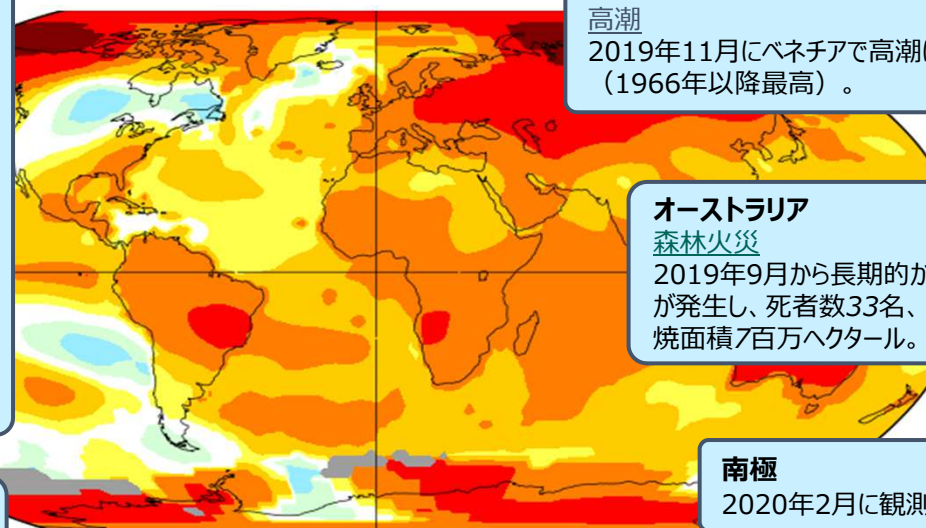 高潮
2019年11月にベネチアで高潮
（1966年以降最高）。
オーストラリア
森林火災
2019年9月から長期的
が発生し、死者数33名、
焼面積7百万ヘクタール。
南極
2020年2月に観測